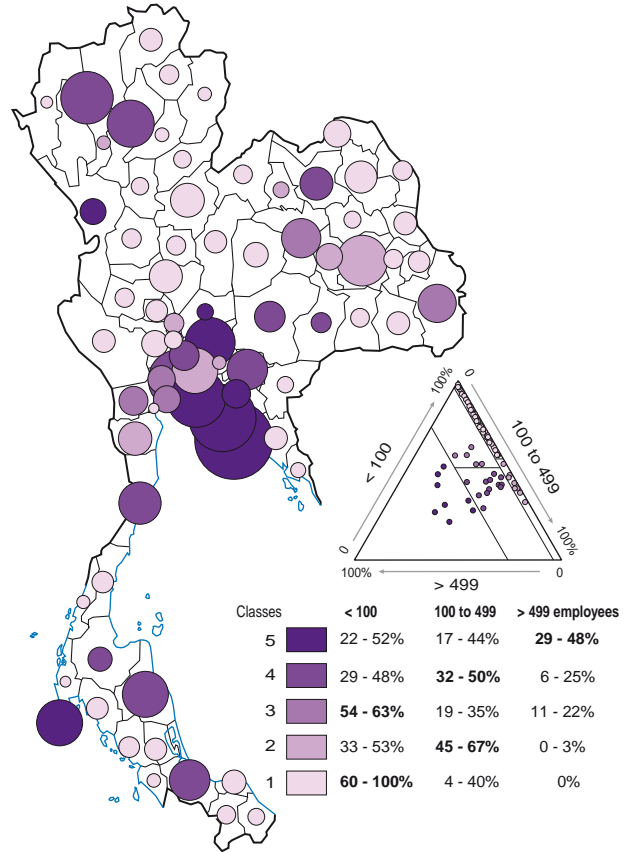 100%
0
< 100
100 to 499
0
100%
100%
0
> 499
Classes < 100 100 to 499 > 499 employees
5 22 - 52% 17 - 44% 29 - 48%
4 29 - 48% 32 - 50% 6 - 25%
3 54 - 63% 19 - 35% 11 - 22%
2 33 - 53% 45 - 67% 0 - 3%
1 60 - 100% 4 - 40% 0%